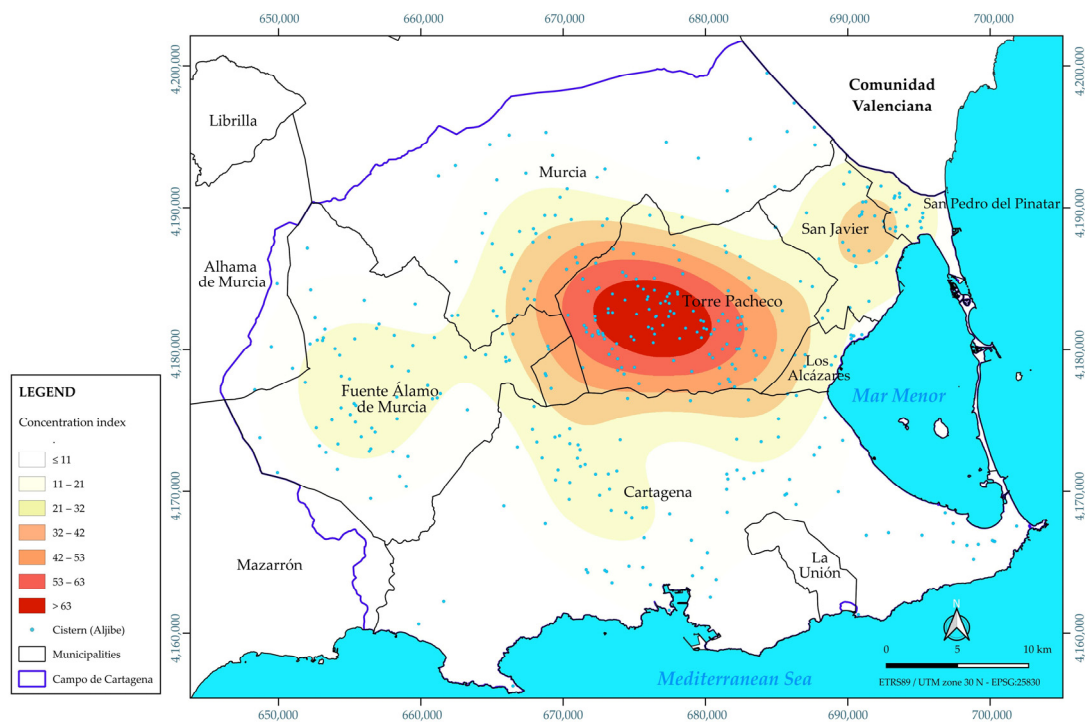 650,000
660,000
670,000
680,000
690,000
700,000
4,200,000
4,200,000
Comunidad
Valenciana
Librilla
Murcia
4,190,000
San Pedro del Pinatar
4,190,000
San Javier
Alhama
de Murcia
Torre Pacheco
4,180,000
Los
Alcázares
4,180,000
Fuente Álamo
de Murcia
Mar Menor
LEGEND
Concentration index
≤ 11
11 – 21
21 – 32
32 – 42
42 – 53
53 – 63
> 63
Cistern (Aljibe)
Municipalities
Campo de Cartagena
4,170,000
Cartagena
4,170,000
Mazarrón
La
Unión
4,160,000
N
4,160,000
0
5
10 km
ETRS89 / UTM zone 30 N - EPSG:25830
Mediterranean Sea
650,000
660,000
670,000
680,000
690,000
700,000